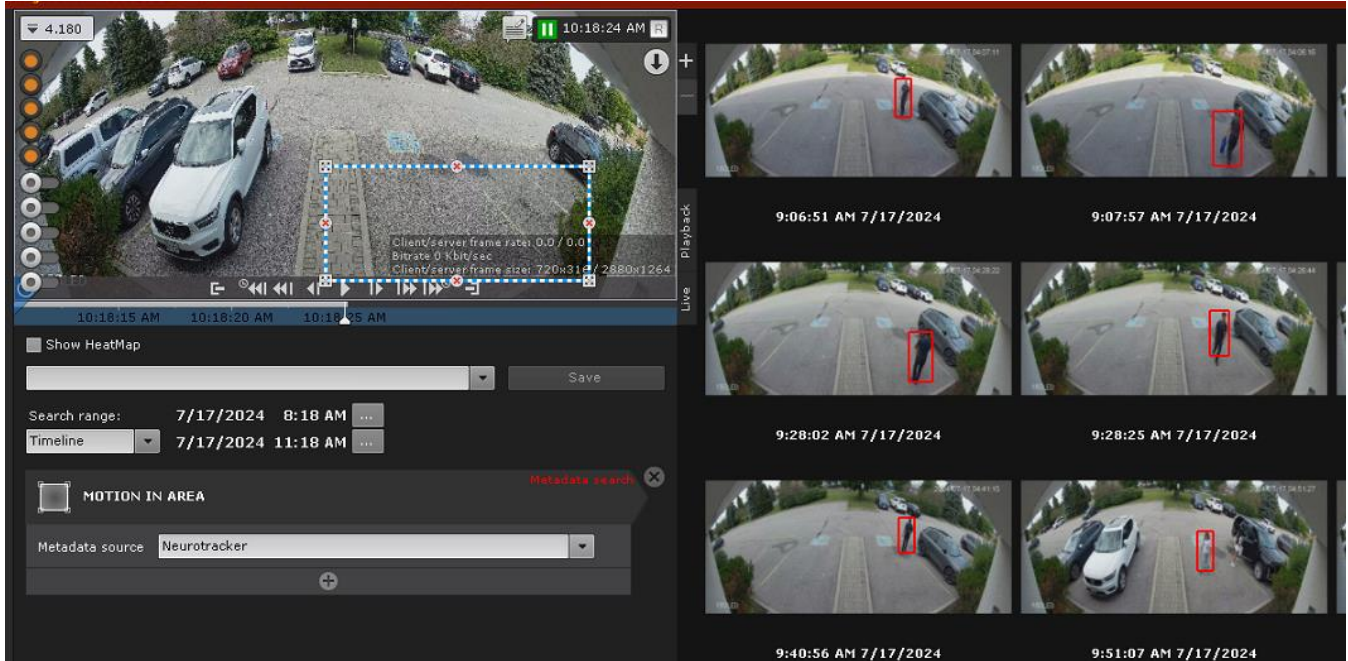 4.180
10:18:24 AM R
Client/server frame rate: 0.0 / 0.0
Bitrate 0 Kbit/sec
Client/server frame size: 720x316 / 2880x1264
10:18:15 AM 10:18:20 AM 10:18:25 AM
Show HeatMap
Save
Search range: 7/17/2024 8:18 AM ...
Timeline 7/17/2024 11:18 AM ...
Metadata search
MOTION IN AREA
Metadata source Neurotracker
Playback
Live
9:06:51 AM 7/17/2024
9:07:57 AM 7/17/2024
9:28:02 AM 7/17/2024
9:28:25 AM 7/17/2024
9:40:56 AM 7/17/2024
9:51:07 AM 7/17/2024